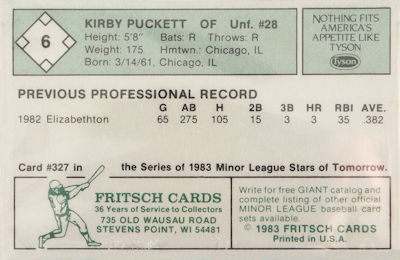 6
KIRBY PUCKETT OF Unf. #28
Height: 5'8" Bats: R Throws: R
Weight: 175 Hmtwn.: Chicago, IL
Born: 3/14/61, Chicago, IL
NOTHING FITS
AMERICA'S
APPETITE LIKE
TYSON
Tyson
PREVIOUS PROFESSIONAL RECORD
G AB H 2B 3B HR RBI AVE.
1982 Elizabethton 65 275 105 15 3 3 35 .382
Card #327 in the Series of 1983 Minor League Stars of Tomorrow.
FRITSCH CARDS
36 Years of Service to Collectors
735 OLD WAUSAU ROAD
STEVENS POINT, WI 54481
Write for free GIANT catalog and
complete listing of other official
MINOR LEAGUE baseball card
sets available.
© 1983 FRITSCH CARDS
Printed in U.S.A.